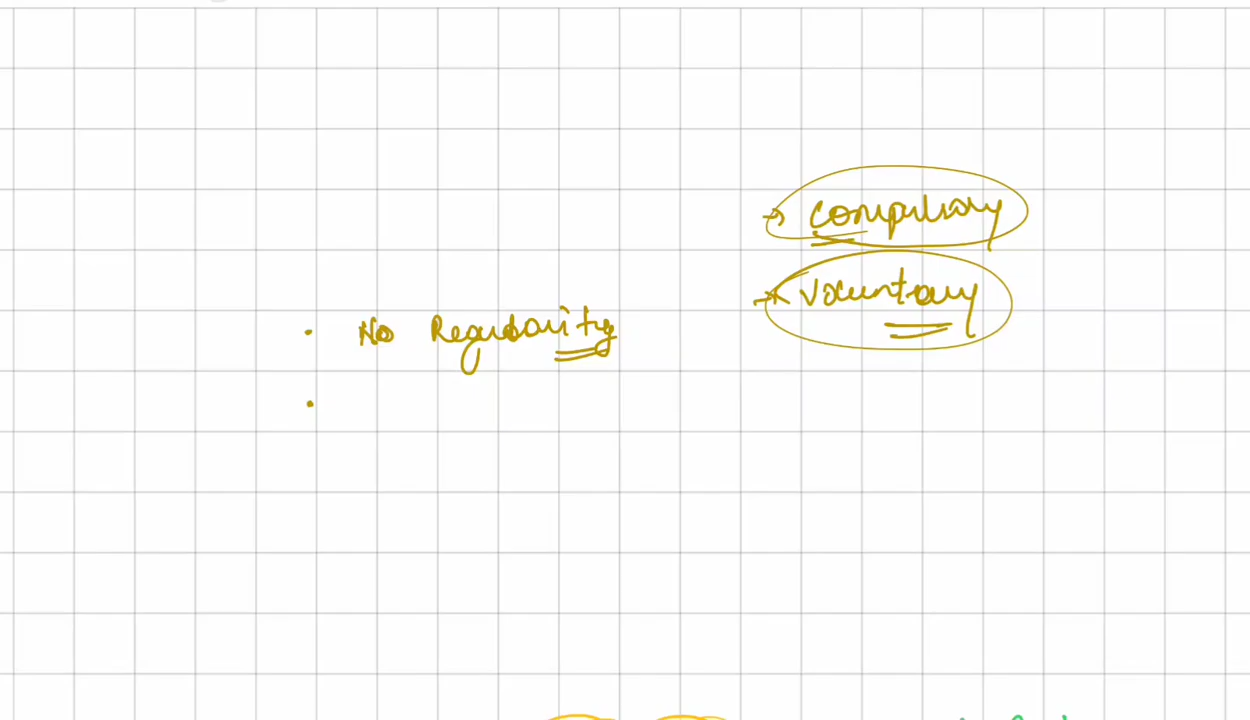 → compulsory
→ Voluntary
• No Regularity
•